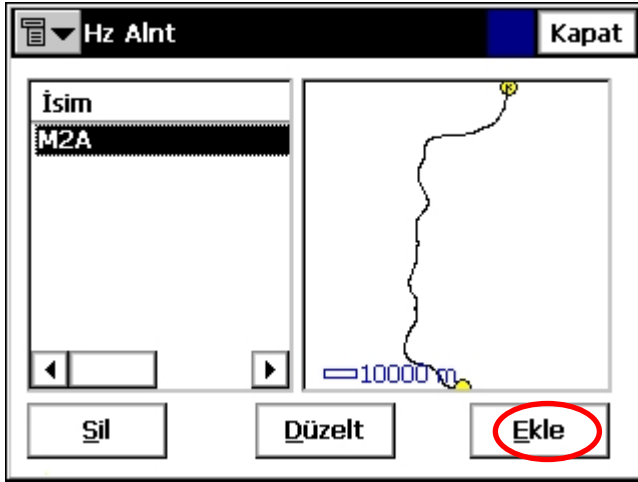 Hz Alnt
Kapat
İsim
M2A
10000 m
Sil
Düzelt
Ekle